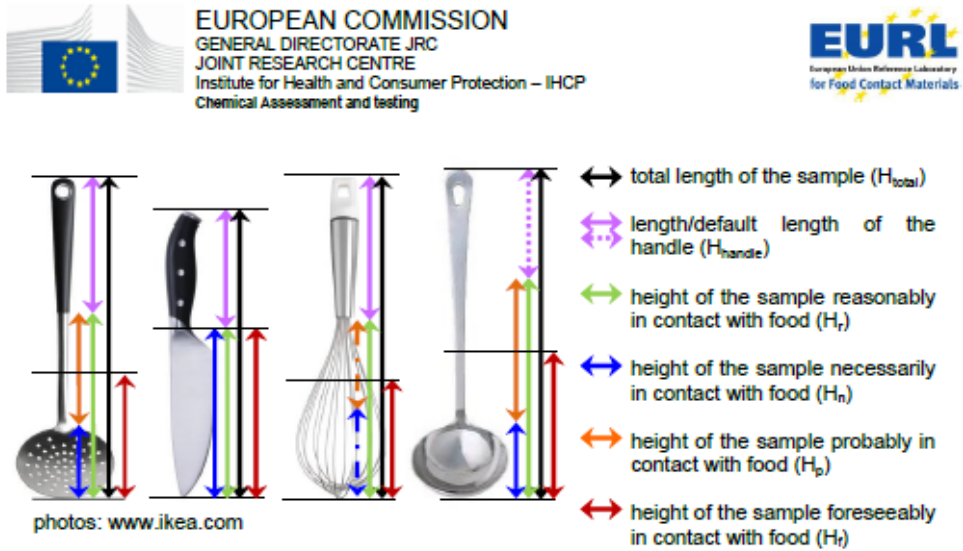 EUROPEAN COMMISSION
GENERAL DIRECTORATE JRC
JOINT RESEARCH CENTRE
Institute for Health and Consumer Protection – IHCP
Chemical Assessment and testing
EURL
European Union Reference Laboratory
for Food Contact Materials
total length of the sample (Htotal)
length/default length of the
handle (Hhandle)
height of the sample reasonably
in contact with food (Hr)
height of the sample necessarily
in contact with food (Hn)
height of the sample probably in
contact with food (Hp)
height of the sample foreseeably
in contact with food (Hf)
photos: www.ikea.com